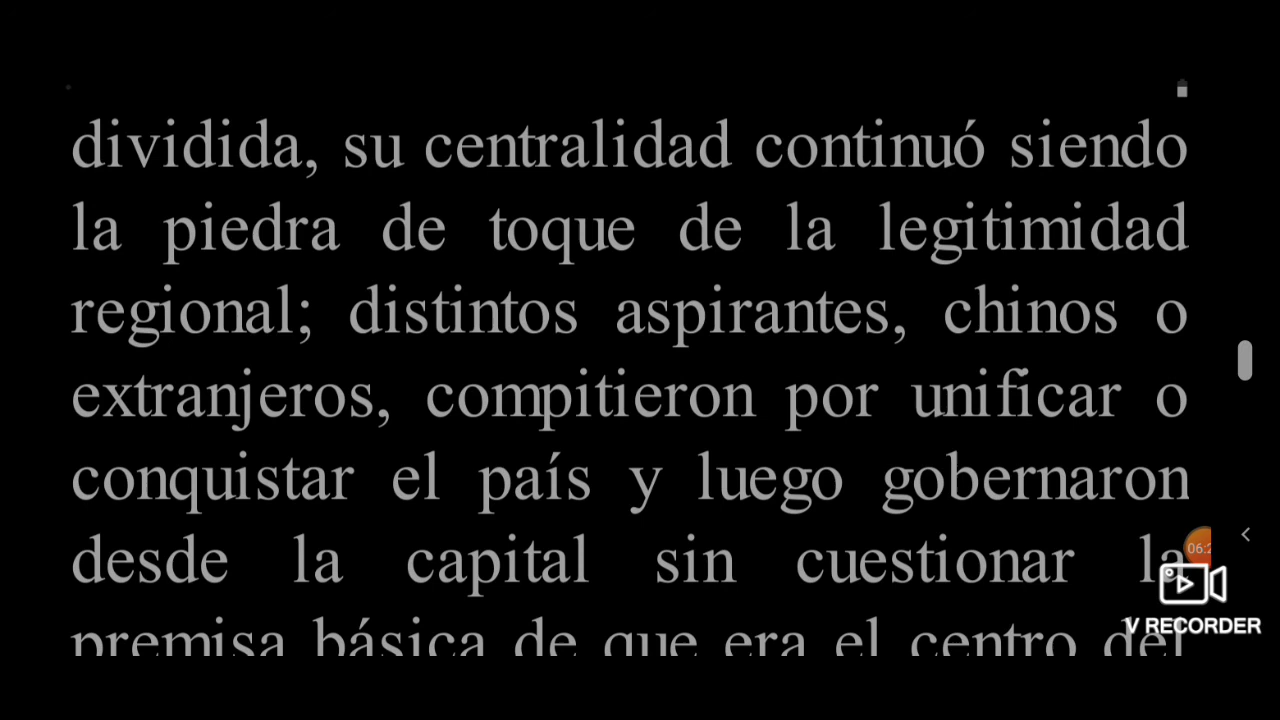 dividida, su centralidad continuó siendo
la piedra de toque de la legitimidad
regional; distintos aspirantes, chinos o
extranjeros, compitieron por unificar o
conquistar el país y luego gobernaron
desde la capital sin cuestionar la
premisa básica de que era el centro del
06:2
V RECORDER